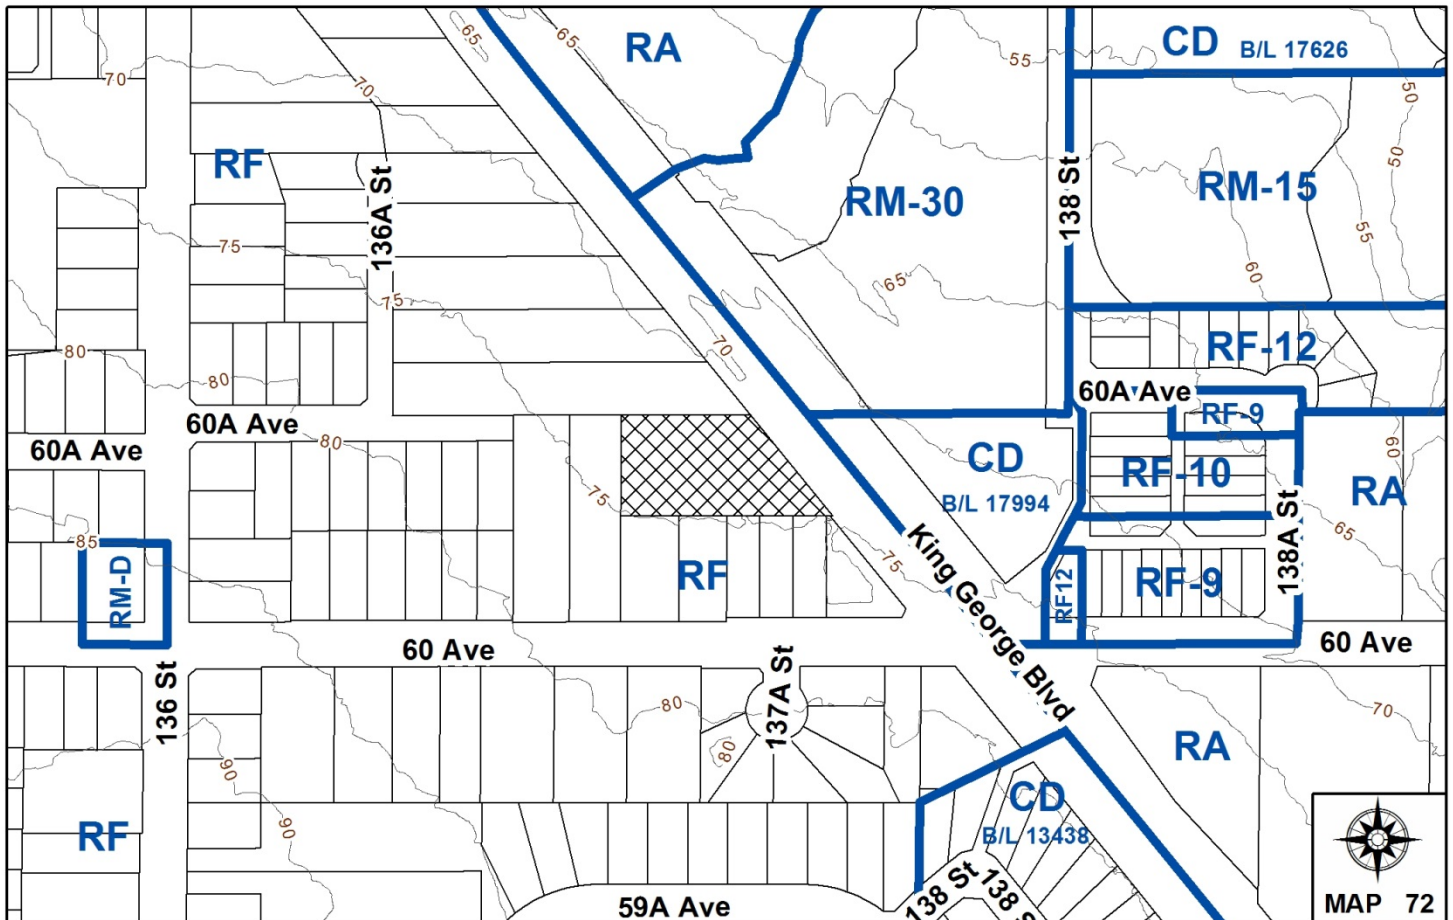 65
65
RA
55
CD B/L 17626
70
70
50
RF
136A St
RM-30
138 St
RM-15
50
75
55
60
65
75
70
80
80
RF-12
60A Ave
RF-9
60A Ave
80
60A Ave
60
CD
B/L 17994
RF-10
RA
75
138A St
65
85
RM-D
RF
75
King George Blvd
RF12
RF-9
60 Ave
60 Ave
136 St
137A St
80
70
80
RA
90
CD
B/L 13438
90
RF
138 St
138 S
59A Ave
MAP 72